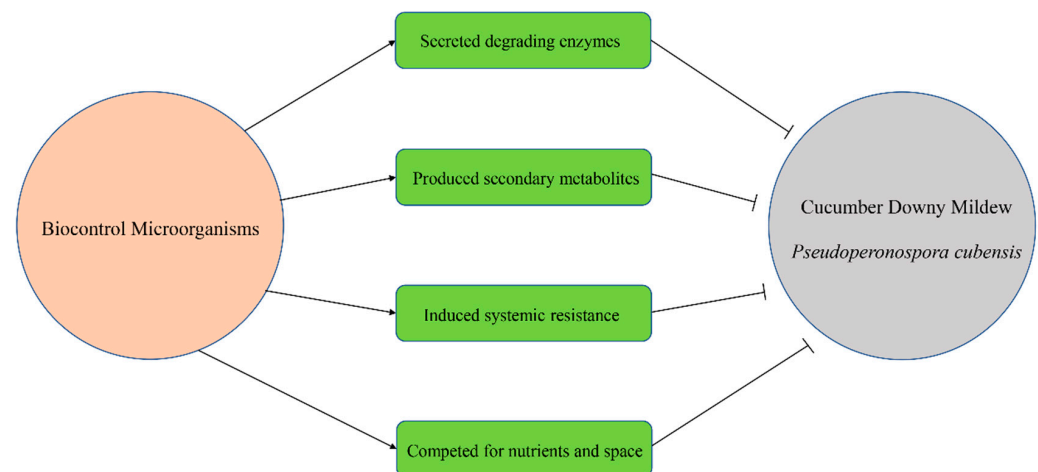 Secreted degrading enzymes
Produced secondary metabolites
Biocontrol Microorganisms
Cucumber Downy Mildew
Pseudoperonospora cubensis
Induced systemic resistance
Competed for nutrients and space